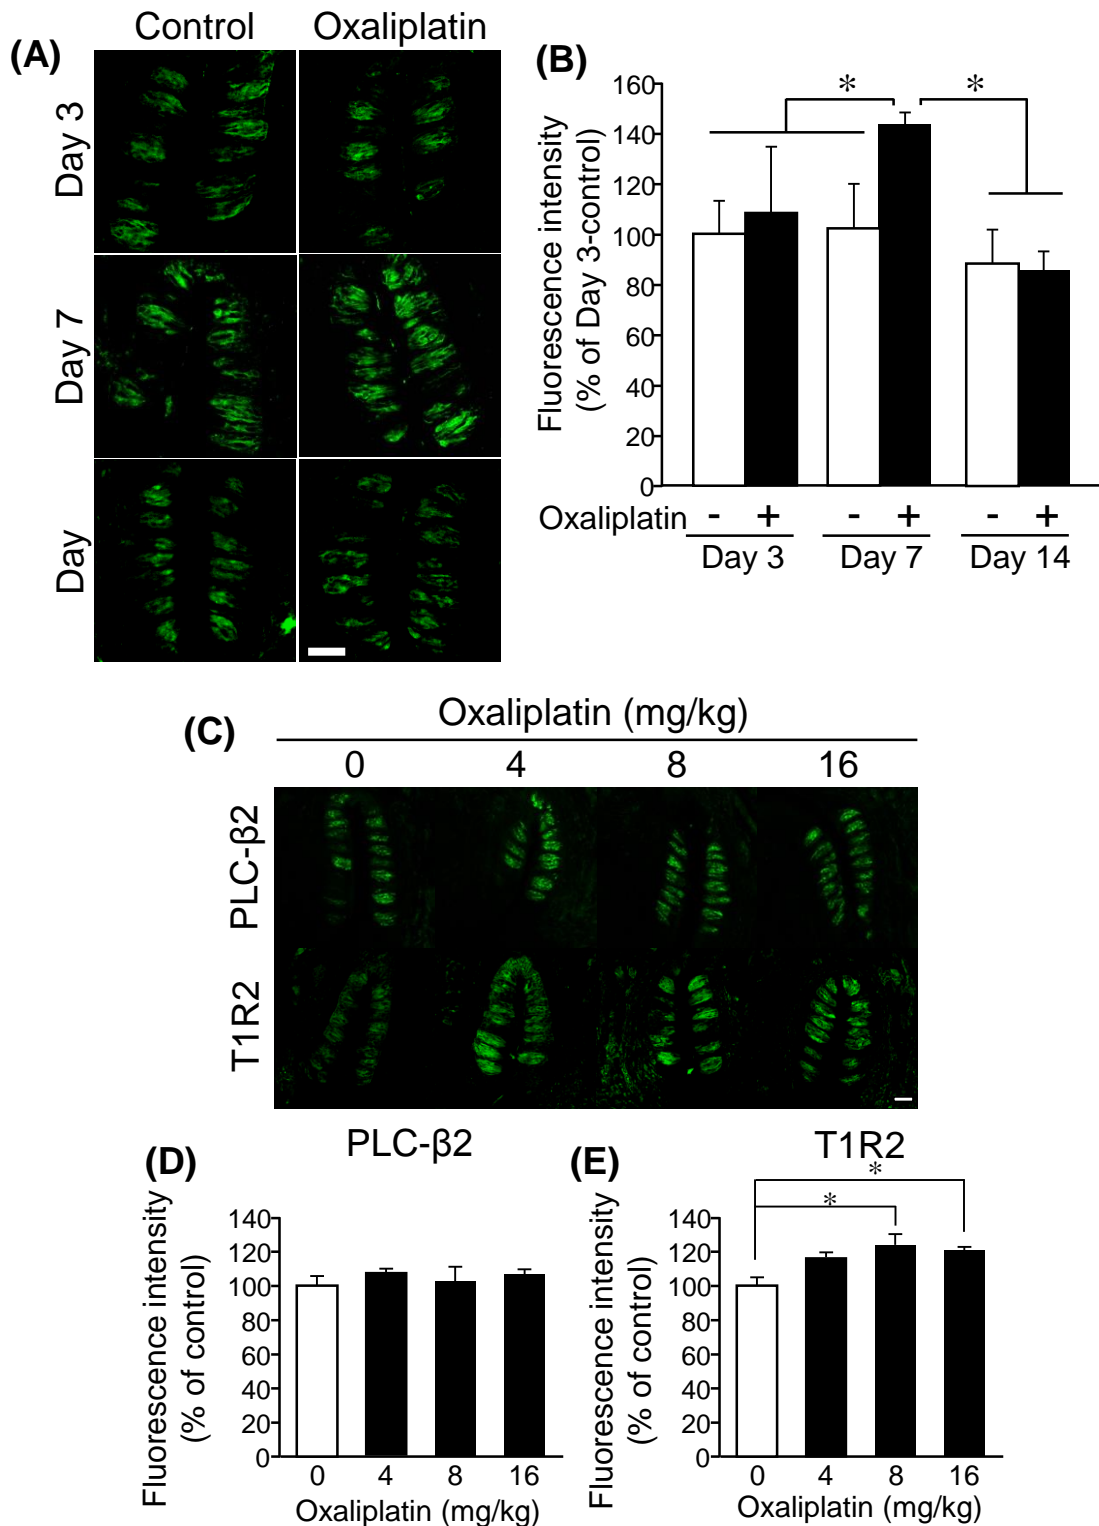 (A)
Control Oxaliplatin
Day 3
Day 7
Day
(B)
Fluorescence intensity
(% of Day 3-control)
160
140
120
100
80
60
40
20
0
* *
Oxaliplatin - + - + - +
Day 3 Day 7 Day 14
(C)
Oxaliplatin (mg/kg)
0 4 8 16
PLC-β2
T1R2
(D)
PLC-β2
Fluorescence intensity
(% of control)
140
120
100
80
60
40
20
0
0 4 8 16
Oxaliplatin (mg/kg)
(E)
T1R2
*
*
Fluorescence intensity
(% of control)
140
120
100
80
60
40
20
0
0 4 8 16
Oxaliplatin (mg/kg)